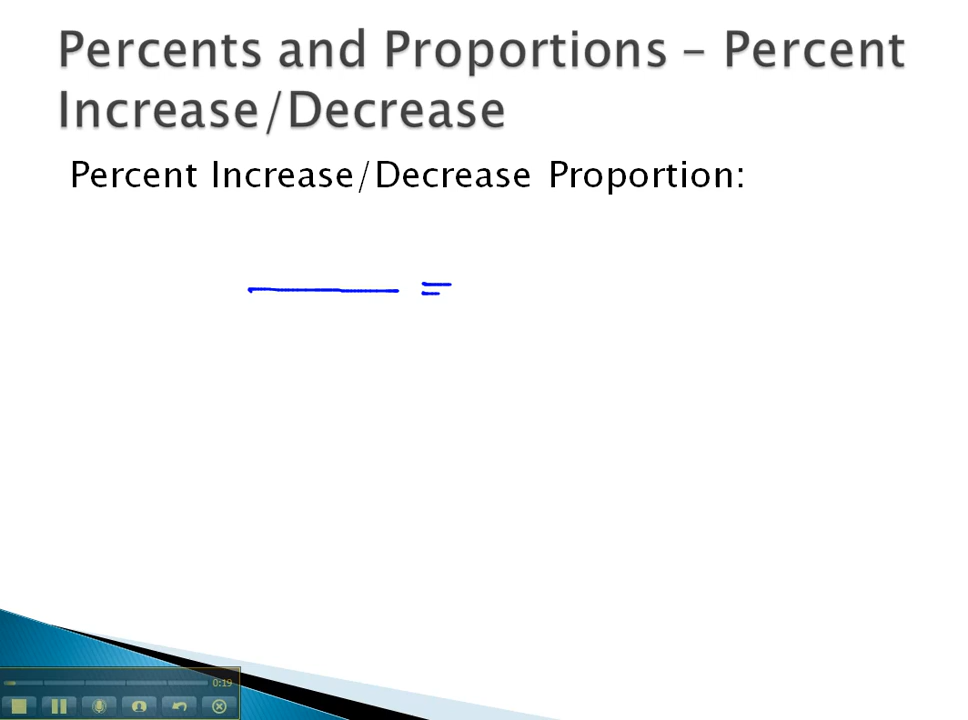 Percents and Proportions – Percent
Increase/Decrease
Percent Increase/Decrease Proportion:
=
0:19